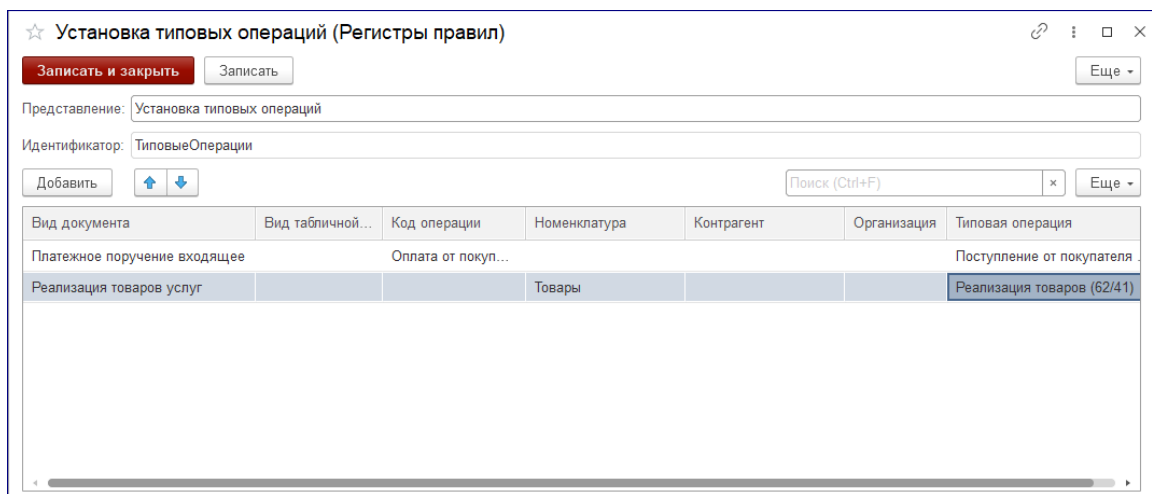 Установка типовых операций (Регистры правил)
Записать и закрыть Записать Еще
Представление: Установка типовых операций
Идентификатор: ТиповыеОперации
Добавить Поиск (Ctrl+F) × Еще
Вид документа Вид табличной... Код операции Номенклатура Контрагент Организация Типовая операция
Платежное поручение входящее Оплата от покуп... Поступление от покупателя .
Реализация товаров услуг Товары Реализация товаров (62/41)